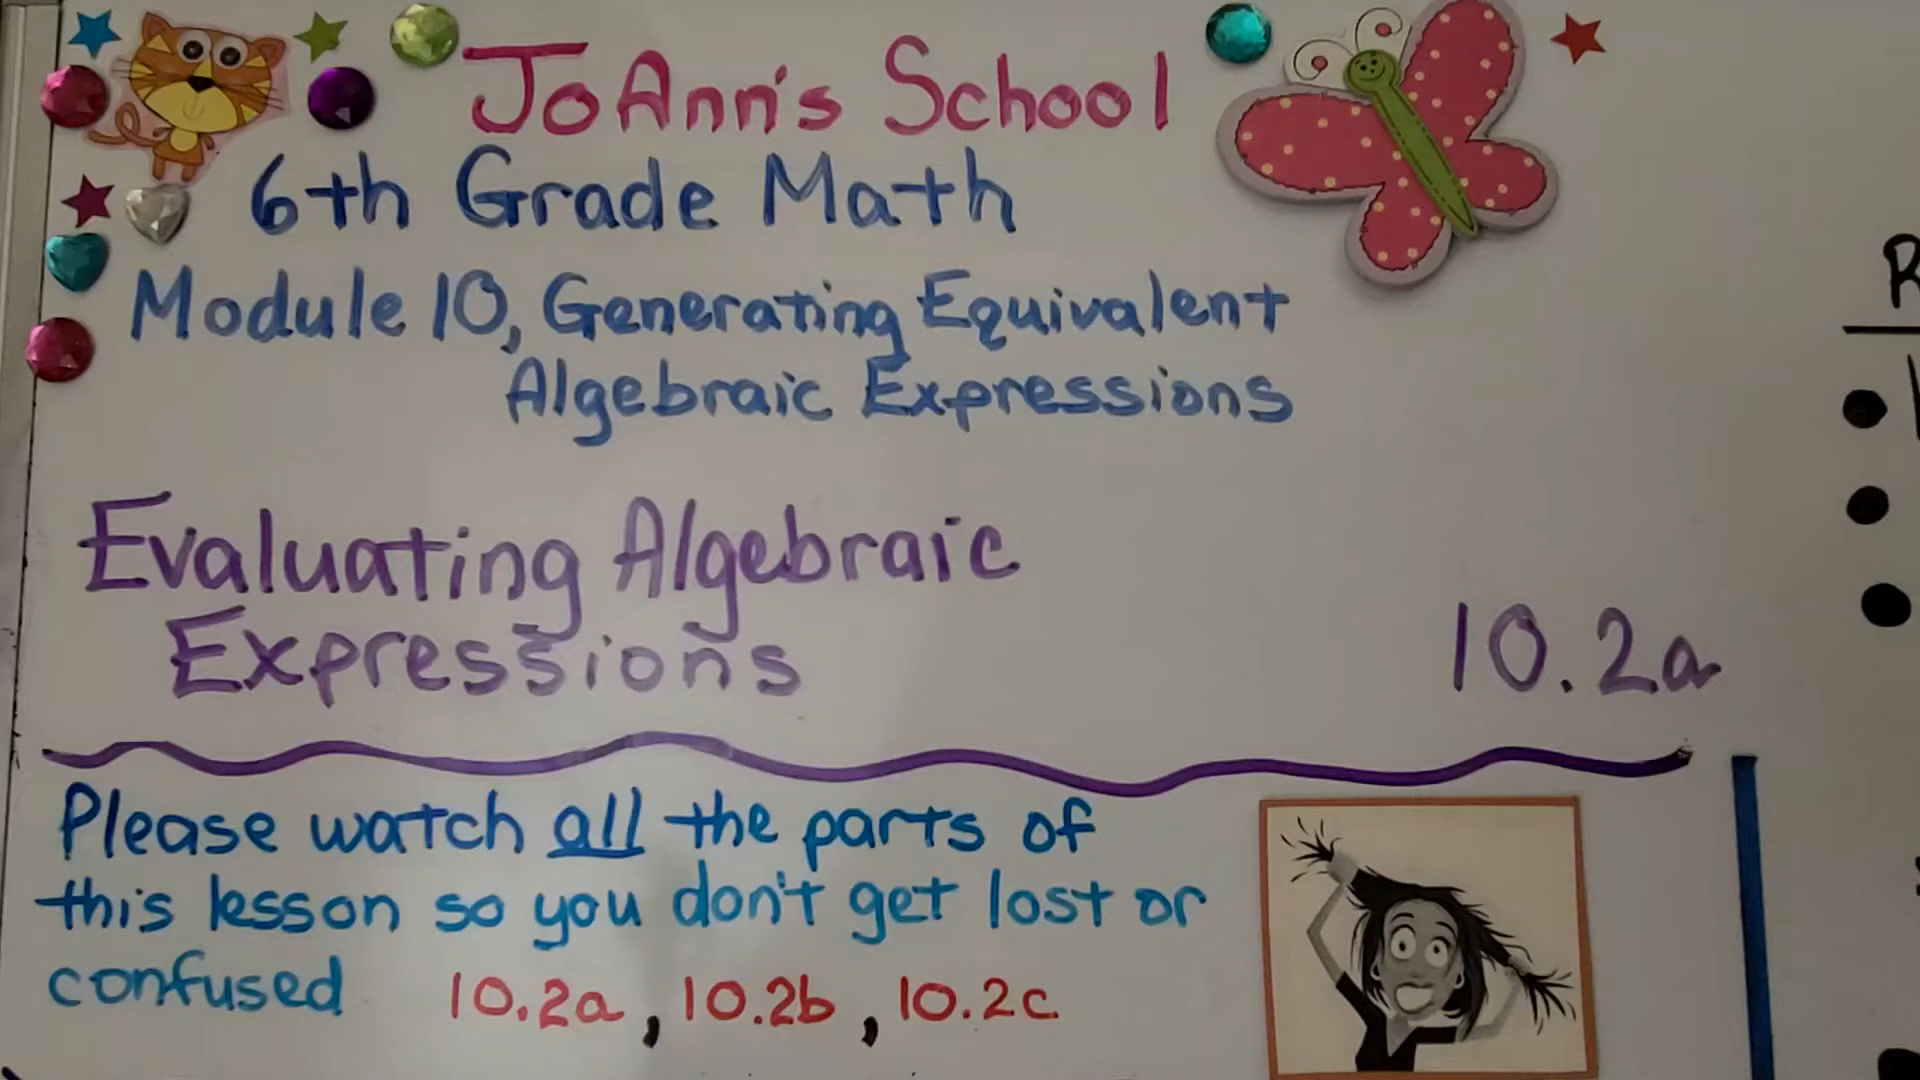 JoAnn's School
6th Grade Math
Module 10, Generating Equivalent
Algebraic Expressions
Evaluating Algebraic
Expressions
10.2a
Please watch all the parts of
this lesson so you don't get lost or
confused 10.2a, 10.2b, 10.2c